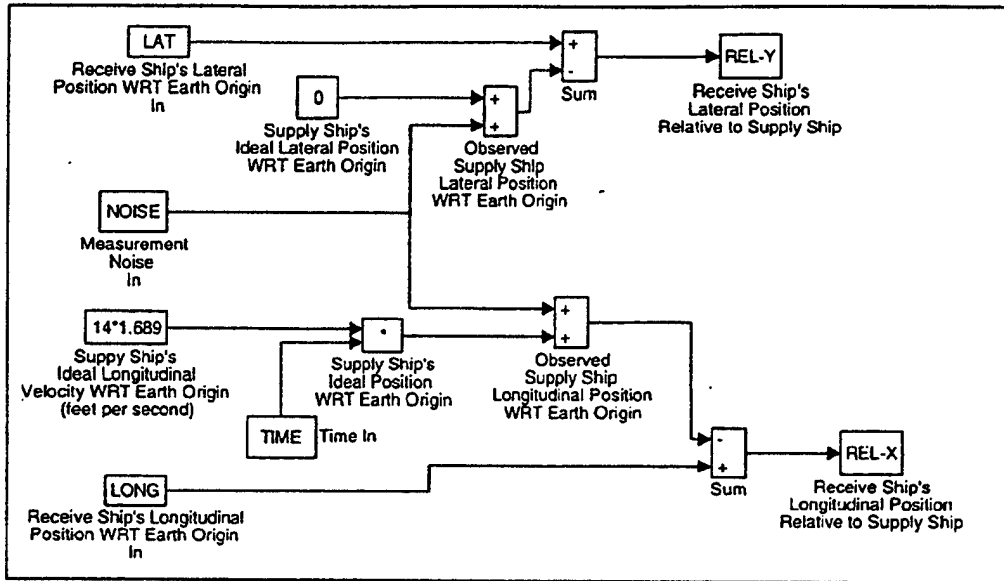 LAT
Receive Ship's Lateral
Position WRT Earth Origin
In
+
-
Sum
REL-Y
Receive Ship's
Lateral Position
Relative to Supply Ship
0
Supply Ship's
Ideal Lateral Position
WRT Earth Origin
+
+
Observed
Supply Ship
Lateral Position
WRT Earth Origin
NOISE
Measurement
Noise
In
14*1.689
Suppy Ship's
Ideal Longitudinal
Velocity WRT Earth Origin
(feet per second)
*
Supply Ship's
Ideal Position
WRT Earth Origin
+
+
Observed
Supply Ship
Longitudinal Position
WRT Earth Origin
TIME
Time In
LONG
Receive Ship's Longitudinal
Position WRT Earth Origin
In
-
+
Sum
REL-X
Receive Ship's
Longitudinal Position
Relative to Supply Ship